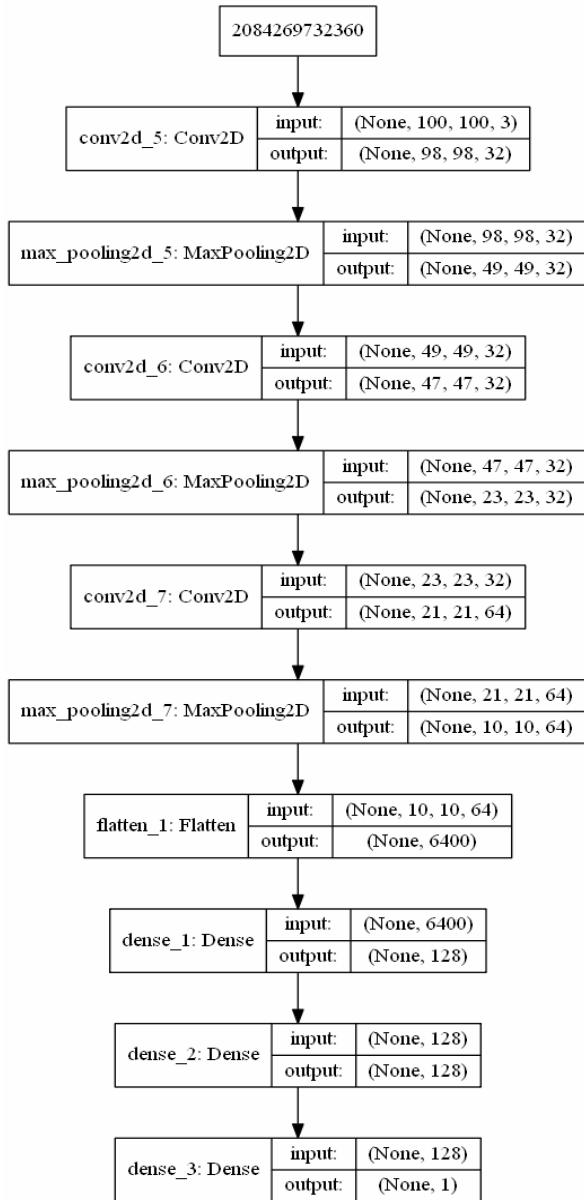 2084269732360
conv2d_5: Conv2D
input: (None, 100, 100, 3)
output: (None, 98, 98, 32)
max_pooling2d_5: MaxPooling2D
input: (None, 98, 98, 32)
output: (None, 49, 49, 32)
conv2d_6: Conv2D
input: (None, 49, 49, 32)
output: (None, 47, 47, 32)
max_pooling2d_6: MaxPooling2D
input: (None, 47, 47, 32)
output: (None, 23, 23, 32)
conv2d_7: Conv2D
input: (None, 23, 23, 32)
output: (None, 21, 21, 64)
max_pooling2d_7: MaxPooling2D
input: (None, 21, 21, 64)
output: (None, 10, 10, 64)
flatten_1: Flatten
input: (None, 10, 10, 64)
output: (None, 6400)
dense_1: Dense
input: (None, 6400)
output: (None, 128)
dense_2: Dense
input: (None, 128)
output: (None, 128)
dense_3: Dense
input: (None, 128)
output: (None, 1)